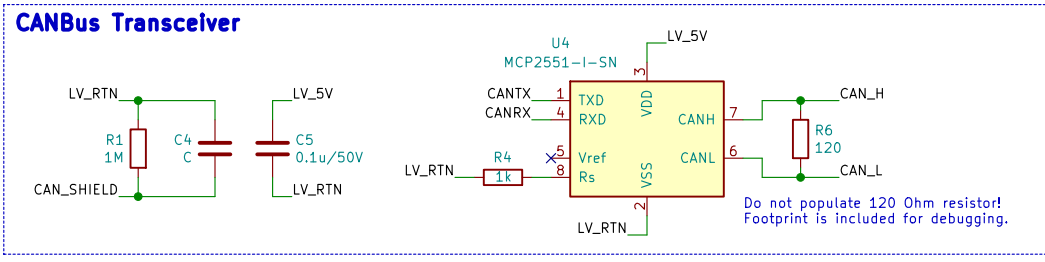 CANBus Transceiver
U4
MCP2551-I-SN
LV_5V
3
VDD
LV_RTN
R1
1M
CAN_SHIELD
C4
C
LV_5V
C5
0.1u/50V
LV_RTN
CANTX
1
TXD
CANRX
4
RXD
5
Vref
LV_RTN
R4
1k
8
Rs
VSS
2
LV_RTN
CANH
7
CAN_H
R6
120
CANL
6
CAN_L
Do not populate 120 Ohm resistor!
Footprint is included for debugging.